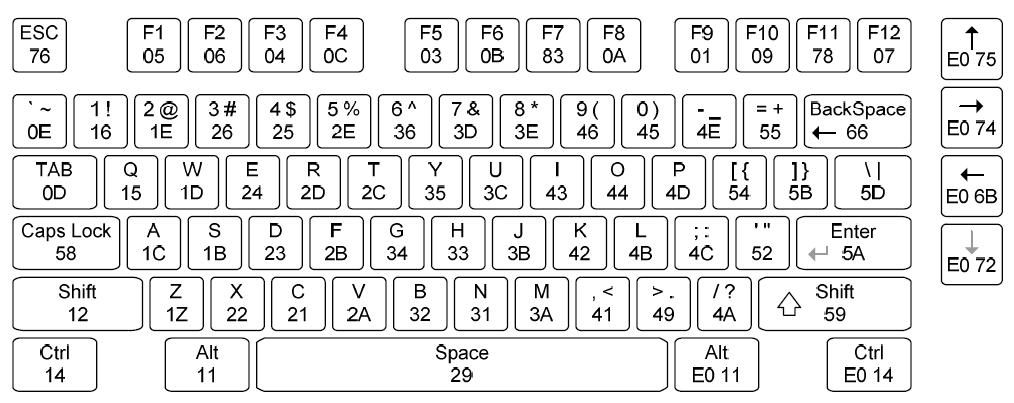 ESC F1 F2 F3 F4 F5 F6 F7 F8 F9 F10 F11 F12 ↑
76 05 06 04 0C 03 0B 83 0A 01 09 78 07 E0 75
` ~ 1 ! 2 @ 3 # 4 $ 5 % 6 ^ 7 & 8 * 9 ( 0 ) - _ = + BackSpace →
0E 16 1E 26 25 2E 36 3D 3E 46 45 4E 55 ← 66 E0 74
TAB Q W E R T Y U I O P [ { ] } \ | ←
0D 15 1D 24 2D 2C 35 3C 43 44 4D 54 5B 5D E0 6B
Caps Lock A S D F G H J K L ; : ' " Enter ↓
58 1C 1B 23 2B 34 33 3B 42 4B 4C 52 ↵ 5A E0 72
Shift Z X C V B N M , < > . / ? ⇧ Shift
12 1Z 22 21 2A 32 31 3A 41 49 4A 59
Ctrl Alt Space Alt Ctrl
14 11 29 E0 11 E0 14